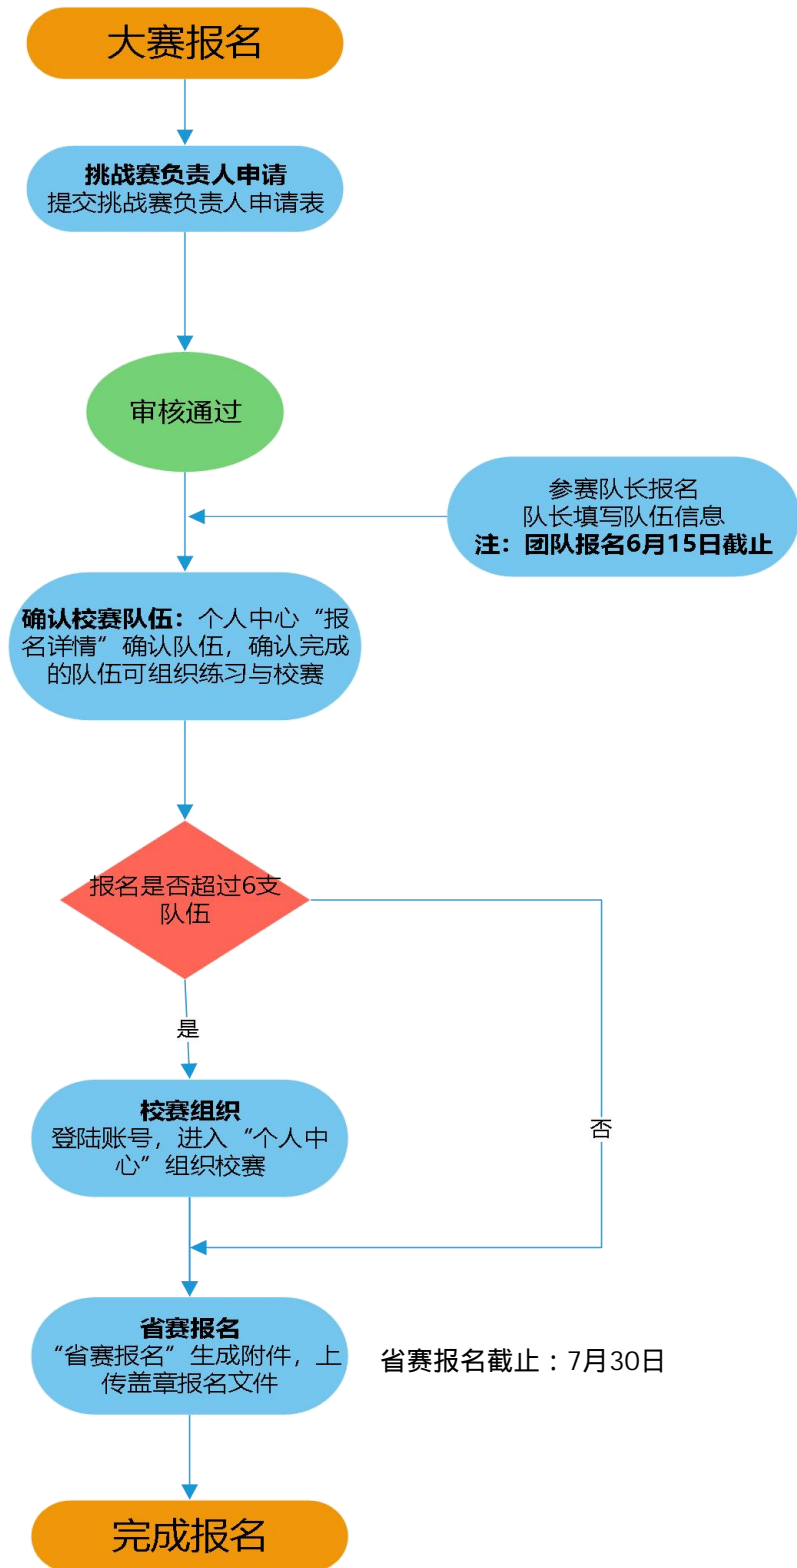 大赛报名
挑战赛负责人申请
提交挑战赛负责人申请表
审核通过
参赛队长报名
队长填写队伍信息
注：团队报名6月15日截止
确认校赛队伍：个人中心“报
名详情”确认队伍，确认完成
的队伍可组织练习与校赛
报名是否超过6支
队伍
是
校赛组织
登陆账号，进入“个人中
心”组织校赛
否
省赛报名
“省赛报名”生成附件，上
传盖章报名文件
省赛报名截止：7月30日
完成报名